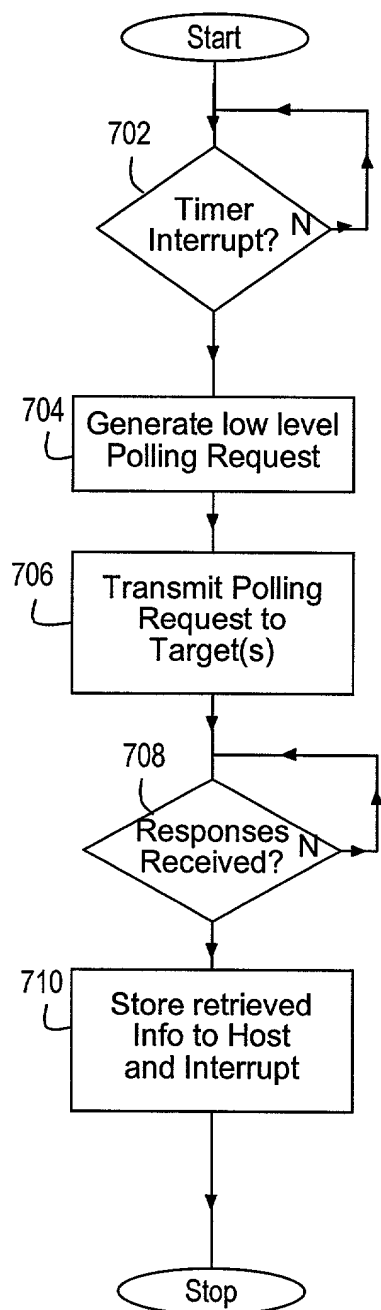 Start
702
Timer
Interrupt?
N
704
Generate low level
Polling Request
706
Transmit Polling
Request to
Target(s)
708
Responses
Received?
N
710
Store retrieved
Info to Host
and Interrupt
Stop